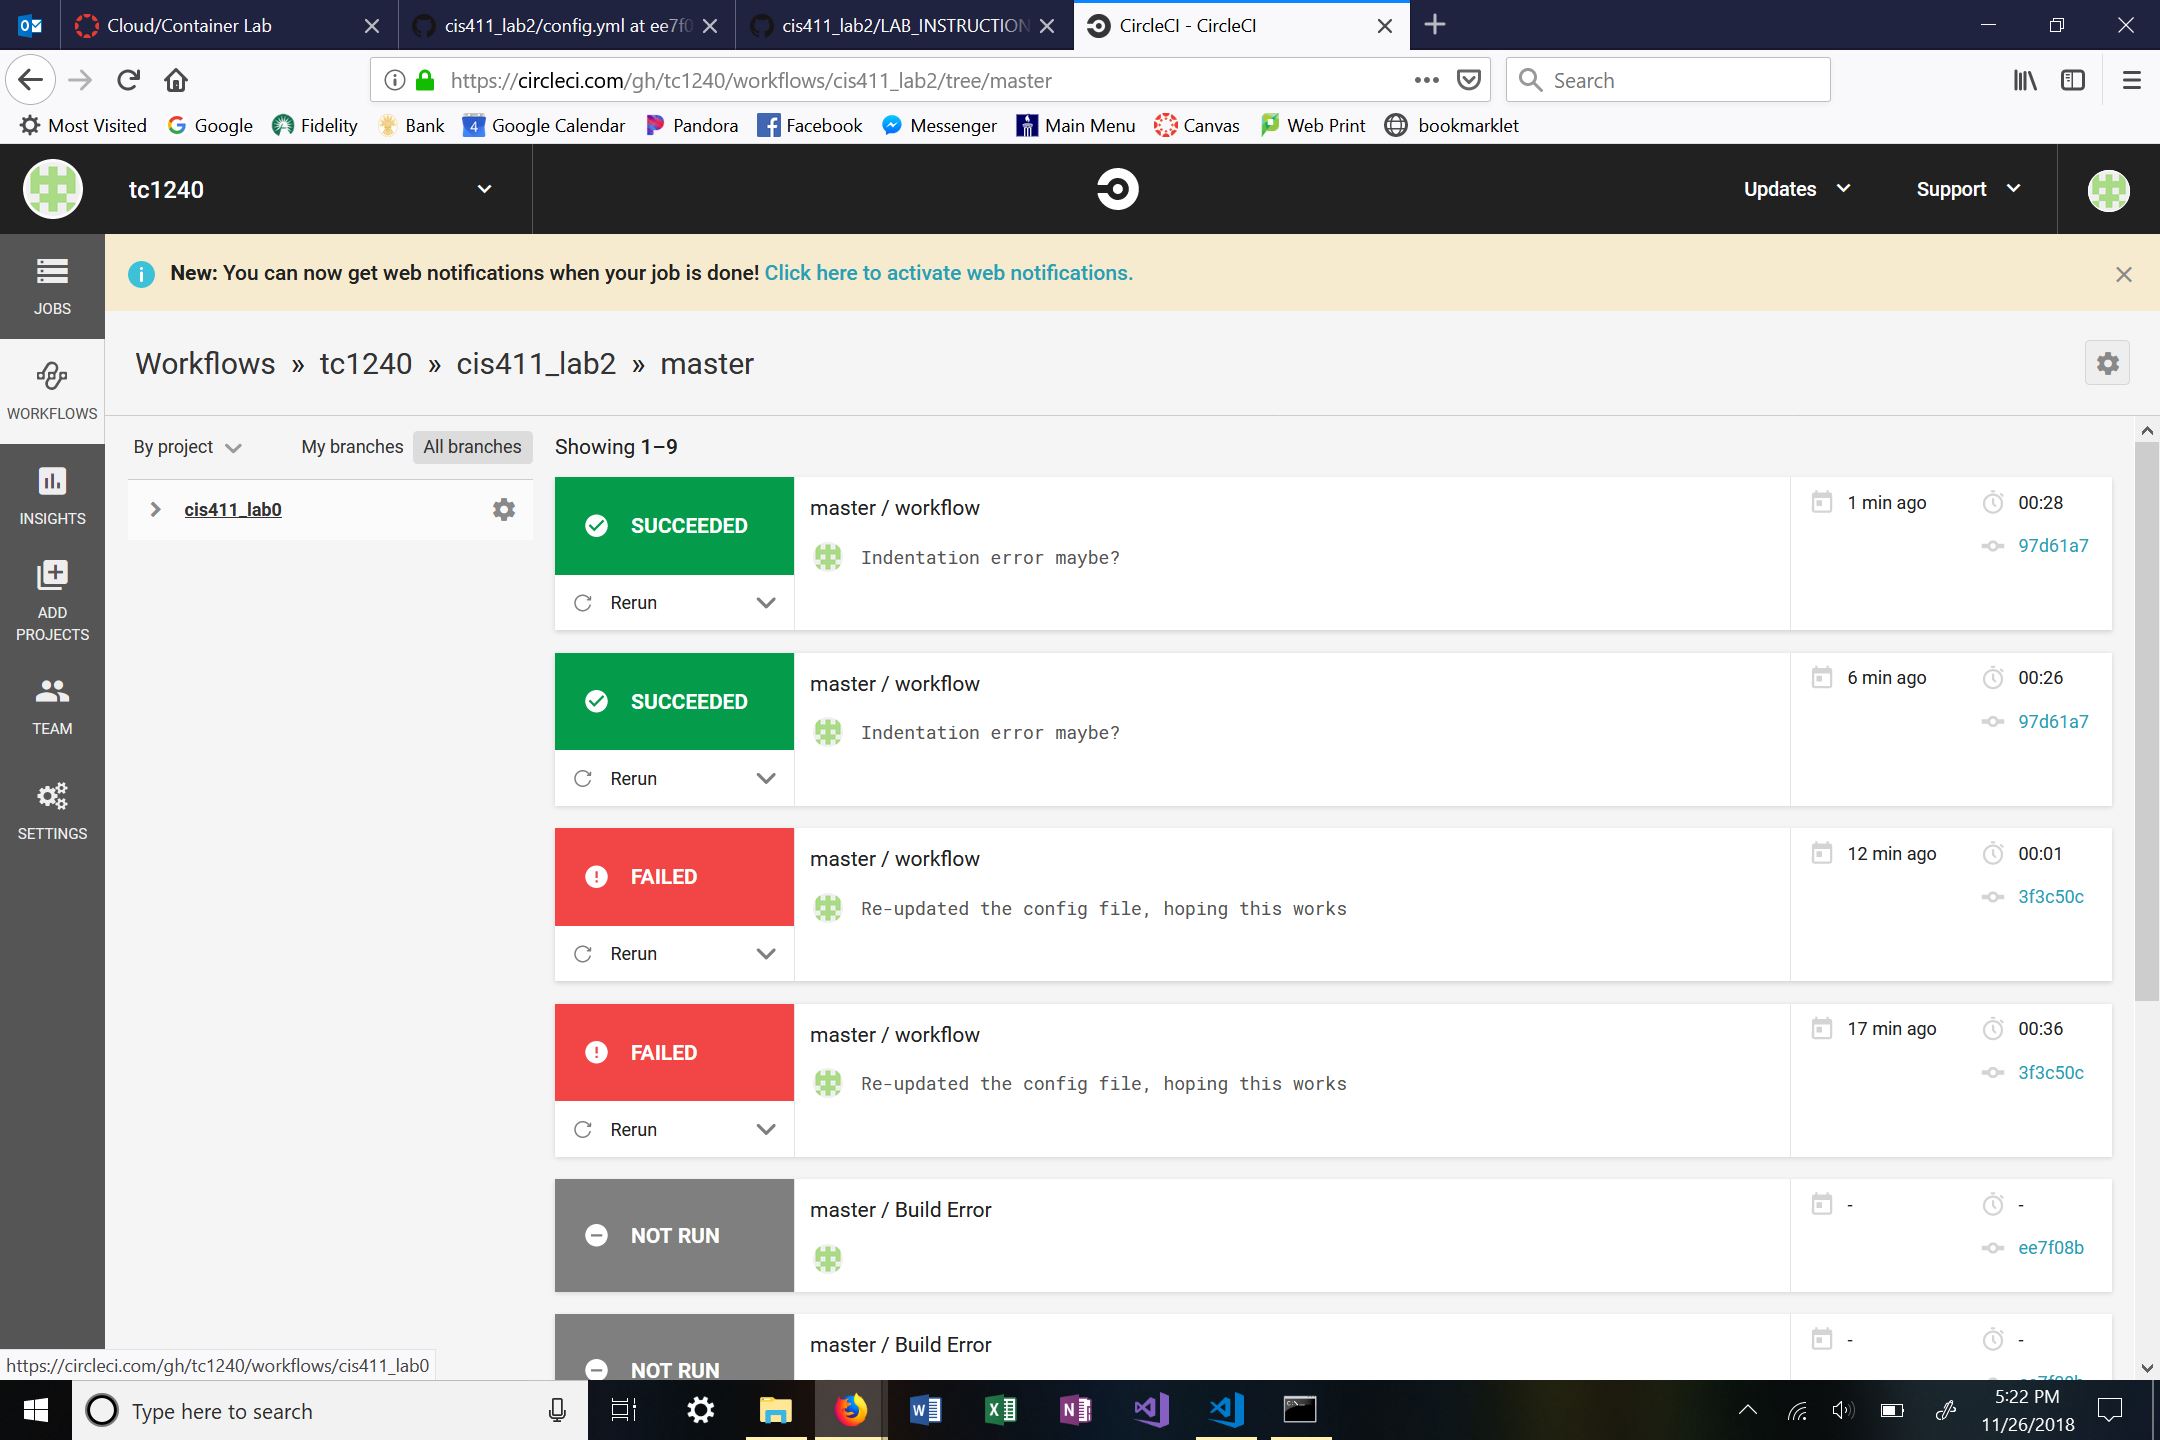 Cloud/Container Lab
cis411_lab2/config.yml at ee7f0
cis411_lab2/LAB_INSTRUCTION
CircleCI - CircleCI
https://circleci.com/gh/tc1240/workflows/cis411_lab2/tree/master
Search
Most Visited Google Fidelity Bank 4 Google Calendar Pandora Facebook Messenger Main Menu Canvas Web Print bookmarklet
tc1240
Updates
Support
New: You can now get web notifications when your job is done! Click here to activate web notifications.
JOBS
WORKFLOWS
INSIGHTS
ADD
PROJECTS
TEAM
SETTINGS
Workflows » tc1240 » cis411_lab2 » master
By project
My branches
All branches
cis411_lab0
Showing 1–9
SUCCEEDED
Rerun
master / workflow
Indentation error maybe?
1 min ago
00:28
97d61a7
SUCCEEDED
Rerun
master / workflow
Indentation error maybe?
6 min ago
00:26
97d61a7
FAILED
Rerun
master / workflow
Re-updated the config file, hoping this works
12 min ago
00:01
3f3c50c
FAILED
Rerun
master / workflow
Re-updated the config file, hoping this works
17 min ago
00:36
3f3c50c
NOT RUN
master / Build Error
-
-
ee7f08b
NOT RUN
master / Build Error
-
-
https://circleci.com/gh/tc1240/workflows/cis411_lab0
Type here to search
5:22 PM
11/26/2018